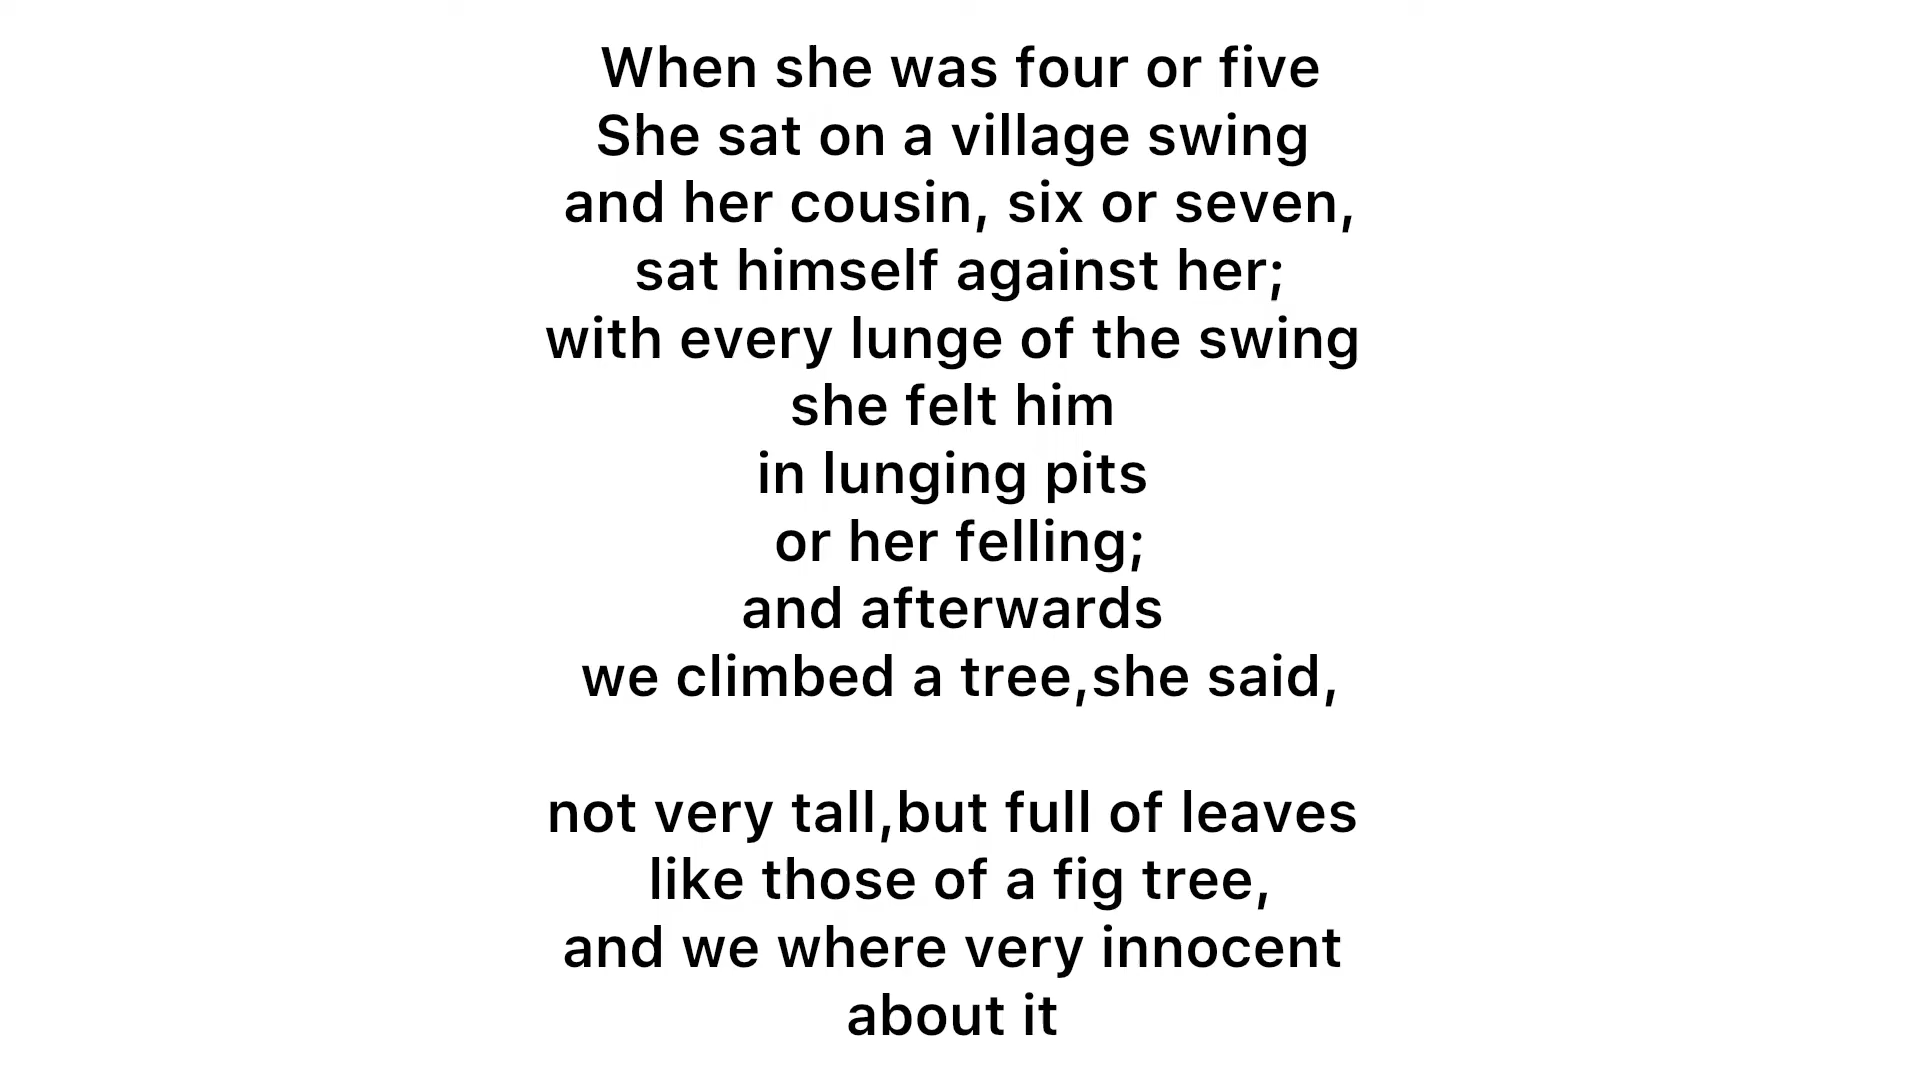 When she was four or five
She sat on a village swing
and her cousin, six or seven,
sat himself against her;
with every lunge of the swing
she felt him
in lunging pits
or her felling;
and afterwards
we climbed a tree,she said,
not very tall,but full of leaves
like those of a fig tree,
and we where very innocent
about it